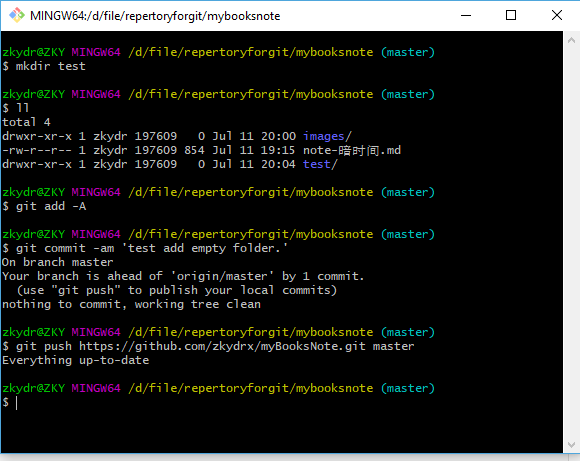 MINGW64:/d/file/repertoryforgit/mybooksnote
zkydr@ZKY MINGW64 /d/file/repertoryforgit/mybooksnote (master)
$ mkdir test
zkydr@ZKY MINGW64 /d/file/repertoryforgit/mybooksnote (master)
$ ll
total 4
drwxr-xr-x 1 zkydr 197609   0 Jul 11 20:00 images/
-rw-r--r-- 1 zkydr 197609 854 Jul 11 19:15 note-暗时间.md
drwxr-xr-x 1 zkydr 197609   0 Jul 11 20:04 test/
zkydr@ZKY MINGW64 /d/file/repertoryforgit/mybooksnote (master)
$ git add -A
zkydr@ZKY MINGW64 /d/file/repertoryforgit/mybooksnote (master)
$ git commit -am 'test add empty folder.'
On branch master
Your branch is ahead of 'origin/master' by 1 commit.
  (use "git push" to publish your local commits)
nothing to commit, working tree clean
zkydr@ZKY MINGW64 /d/file/repertoryforgit/mybooksnote (master)
$ git push https://github.com/zkydrx/myBooksNote.git master
Everything up-to-date
zkydr@ZKY MINGW64 /d/file/repertoryforgit/mybooksnote (master)
$